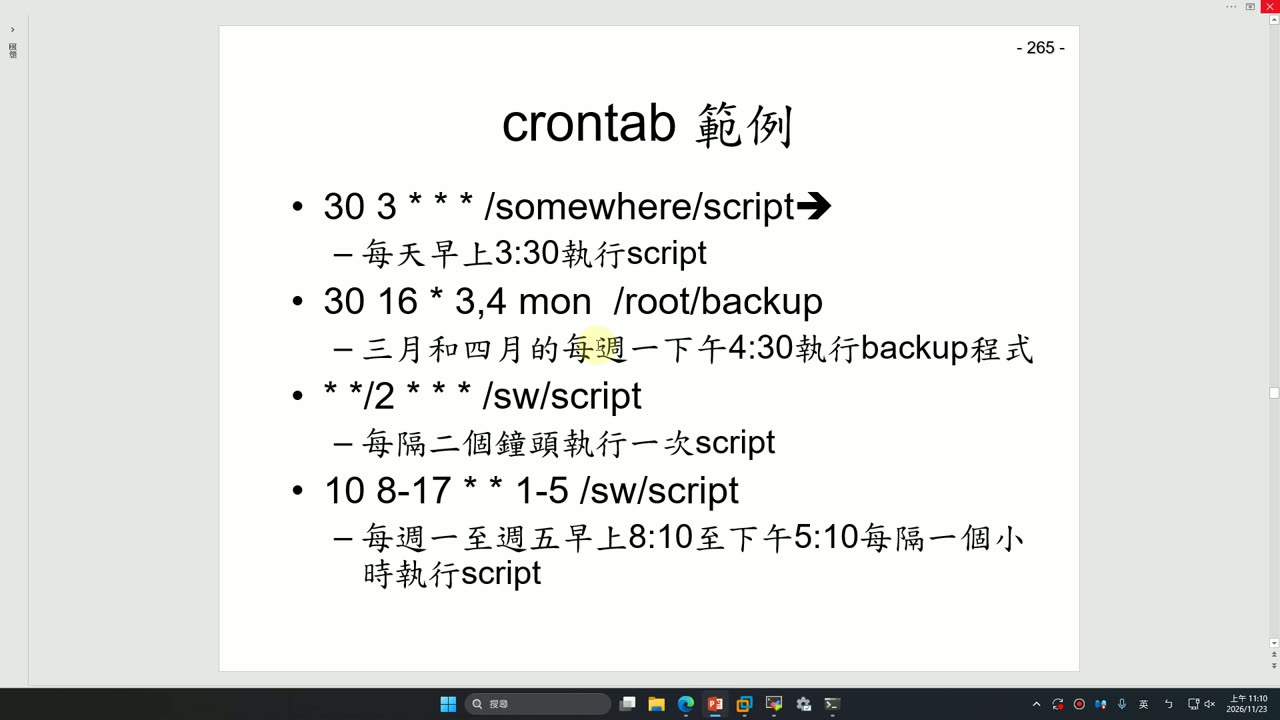 - 265 -
crontab 範例
• 30 3 * * * /somewhere/script➔
– 每天早上3:30執行script
• 30 16 * 3,4 mon  /root/backup
– 三月和四月的每週一下午4:30執行backup程式
• * */2 * * * /sw/script
– 每隔二個鐘頭執行一次script
• 10 8-17 * * 1-5 /sw/script
– 每週一至週五早上8:10至下午5:10每隔一個小
時執行script
搜尋
英
上午 11:10
2026/11/23